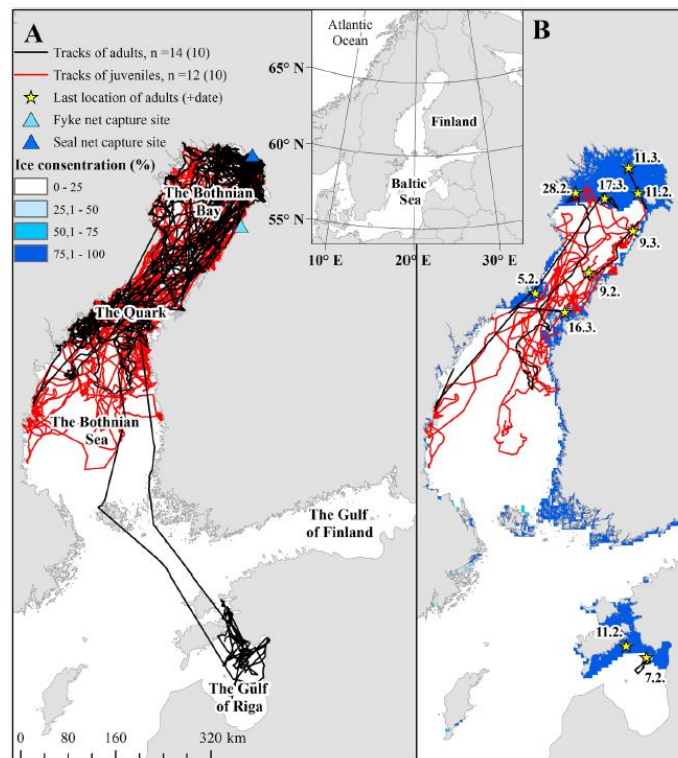 A
Tracks of adults, n =14 (10)
Tracks of juveniles, n =12 (10)
Last location of adults (+date)
Fyke net capture site
Seal net capture site
Ice consentration (%)
0 - 25
25,1 - 50
50,1 - 75
75,1 - 100
The Bothnian
Bay
The Quark
The Bothnian
Sea
The Gulf
of Finland
The Gulf
of Riga
0
80
160
320 km
Atlantic
Ocean
65° N
60° N
55° N
Finland
Baltic
Sea
10° E
20° E
30° E
B
11.3.
28.2.
17.3.
11.2.
9.3.
5.2.
9.2.
16.3.
11.2.
7.2.